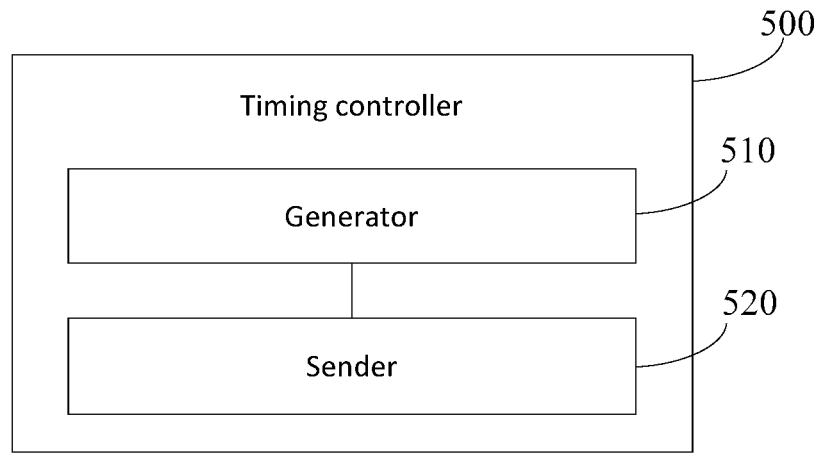 500
Timing controller
510
Generator
520
Sender